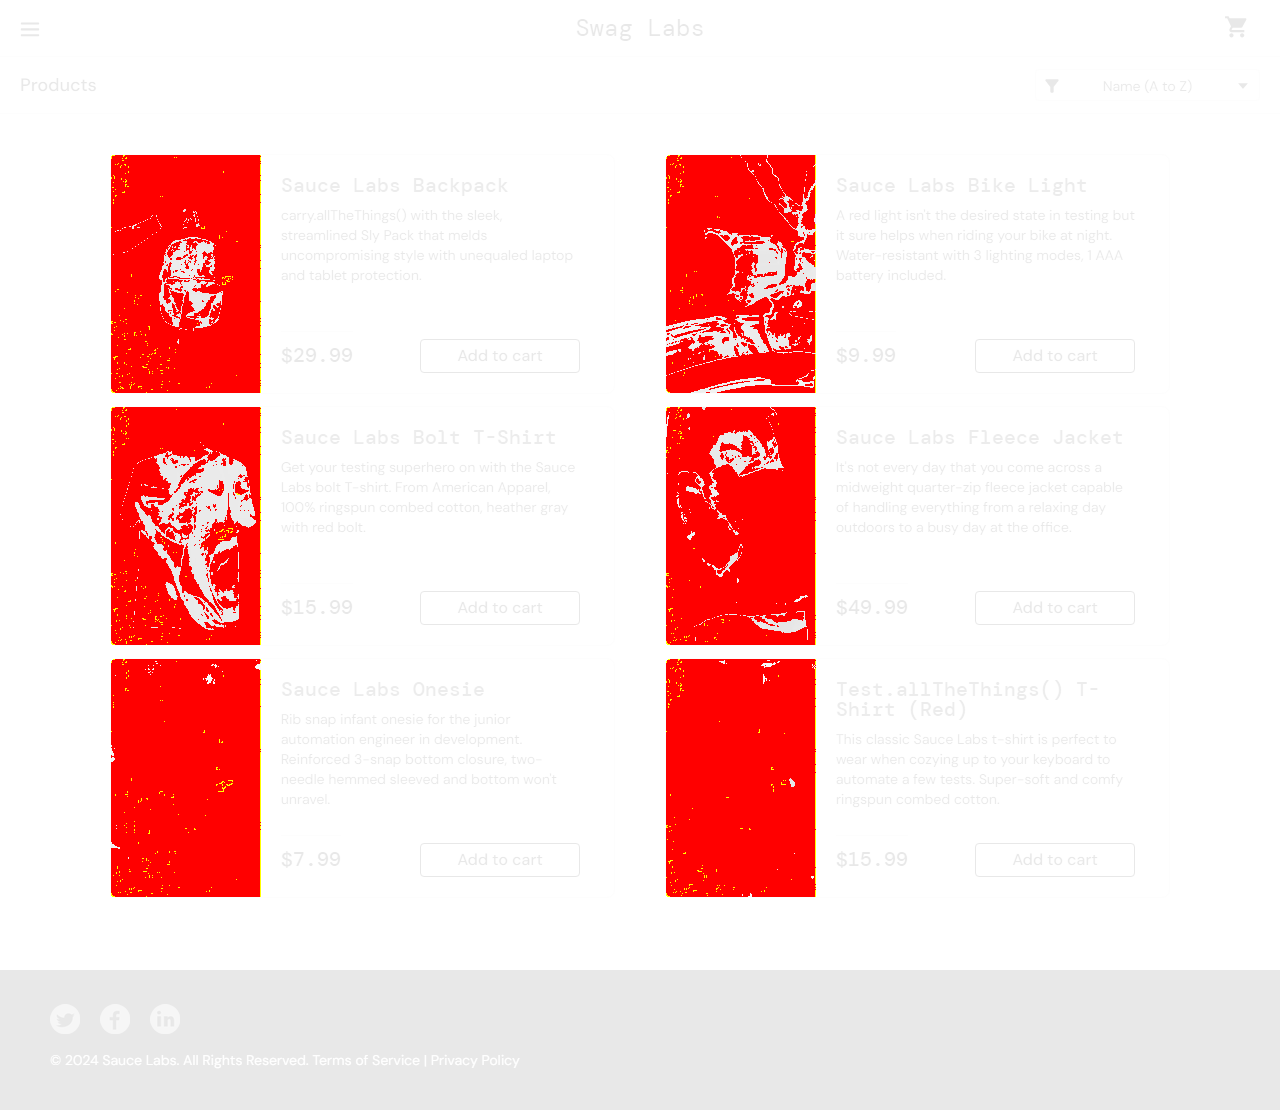 Swag Labs
Products
Name (A to Z)
Sauce Labs Backpack
carry.allTheThings() with the sleek,
streamlined Sly Pack that melds
uncompromising style with unequaled laptop
and tablet protection.
$29.99
Add to cart
Sauce Labs Bike Light
A red light isn't the desired state in testing but
it sure helps when riding your bike at night.
Water-resistant with 3 lighting modes, 1 AAA
battery included.
$9.99
Add to cart
Sauce Labs Bolt T-Shirt
Get your testing superhero on with the Sauce
Labs bolt T-shirt. From American Apparel,
100% ringspun combed cotton, heather gray
with red bolt.
$15.99
Add to cart
Sauce Labs Fleece Jacket
It's not every day that you come across a
midweight quarter-zip fleece jacket capable
of handling everything from a relaxing day
outdoors to a busy day at the office.
$49.99
Add to cart
Sauce Labs Onesie
Rib snap infant onesie for the junior
automation engineer in development.
Reinforced 3-snap bottom closure, two-
needle hemmed sleeved and bottom won't
unravel.
$7.99
Add to cart
Test.allTheThings() T-
Shirt (Red)
This classic Sauce Labs t-shirt is perfect to
wear when cozying up to your keyboard to
automate a few tests. Super-soft and comfy
ringspun combed cotton.
$15.99
Add to cart
© 2024 Sauce Labs. All Rights Reserved. Terms of Service | Privacy Policy